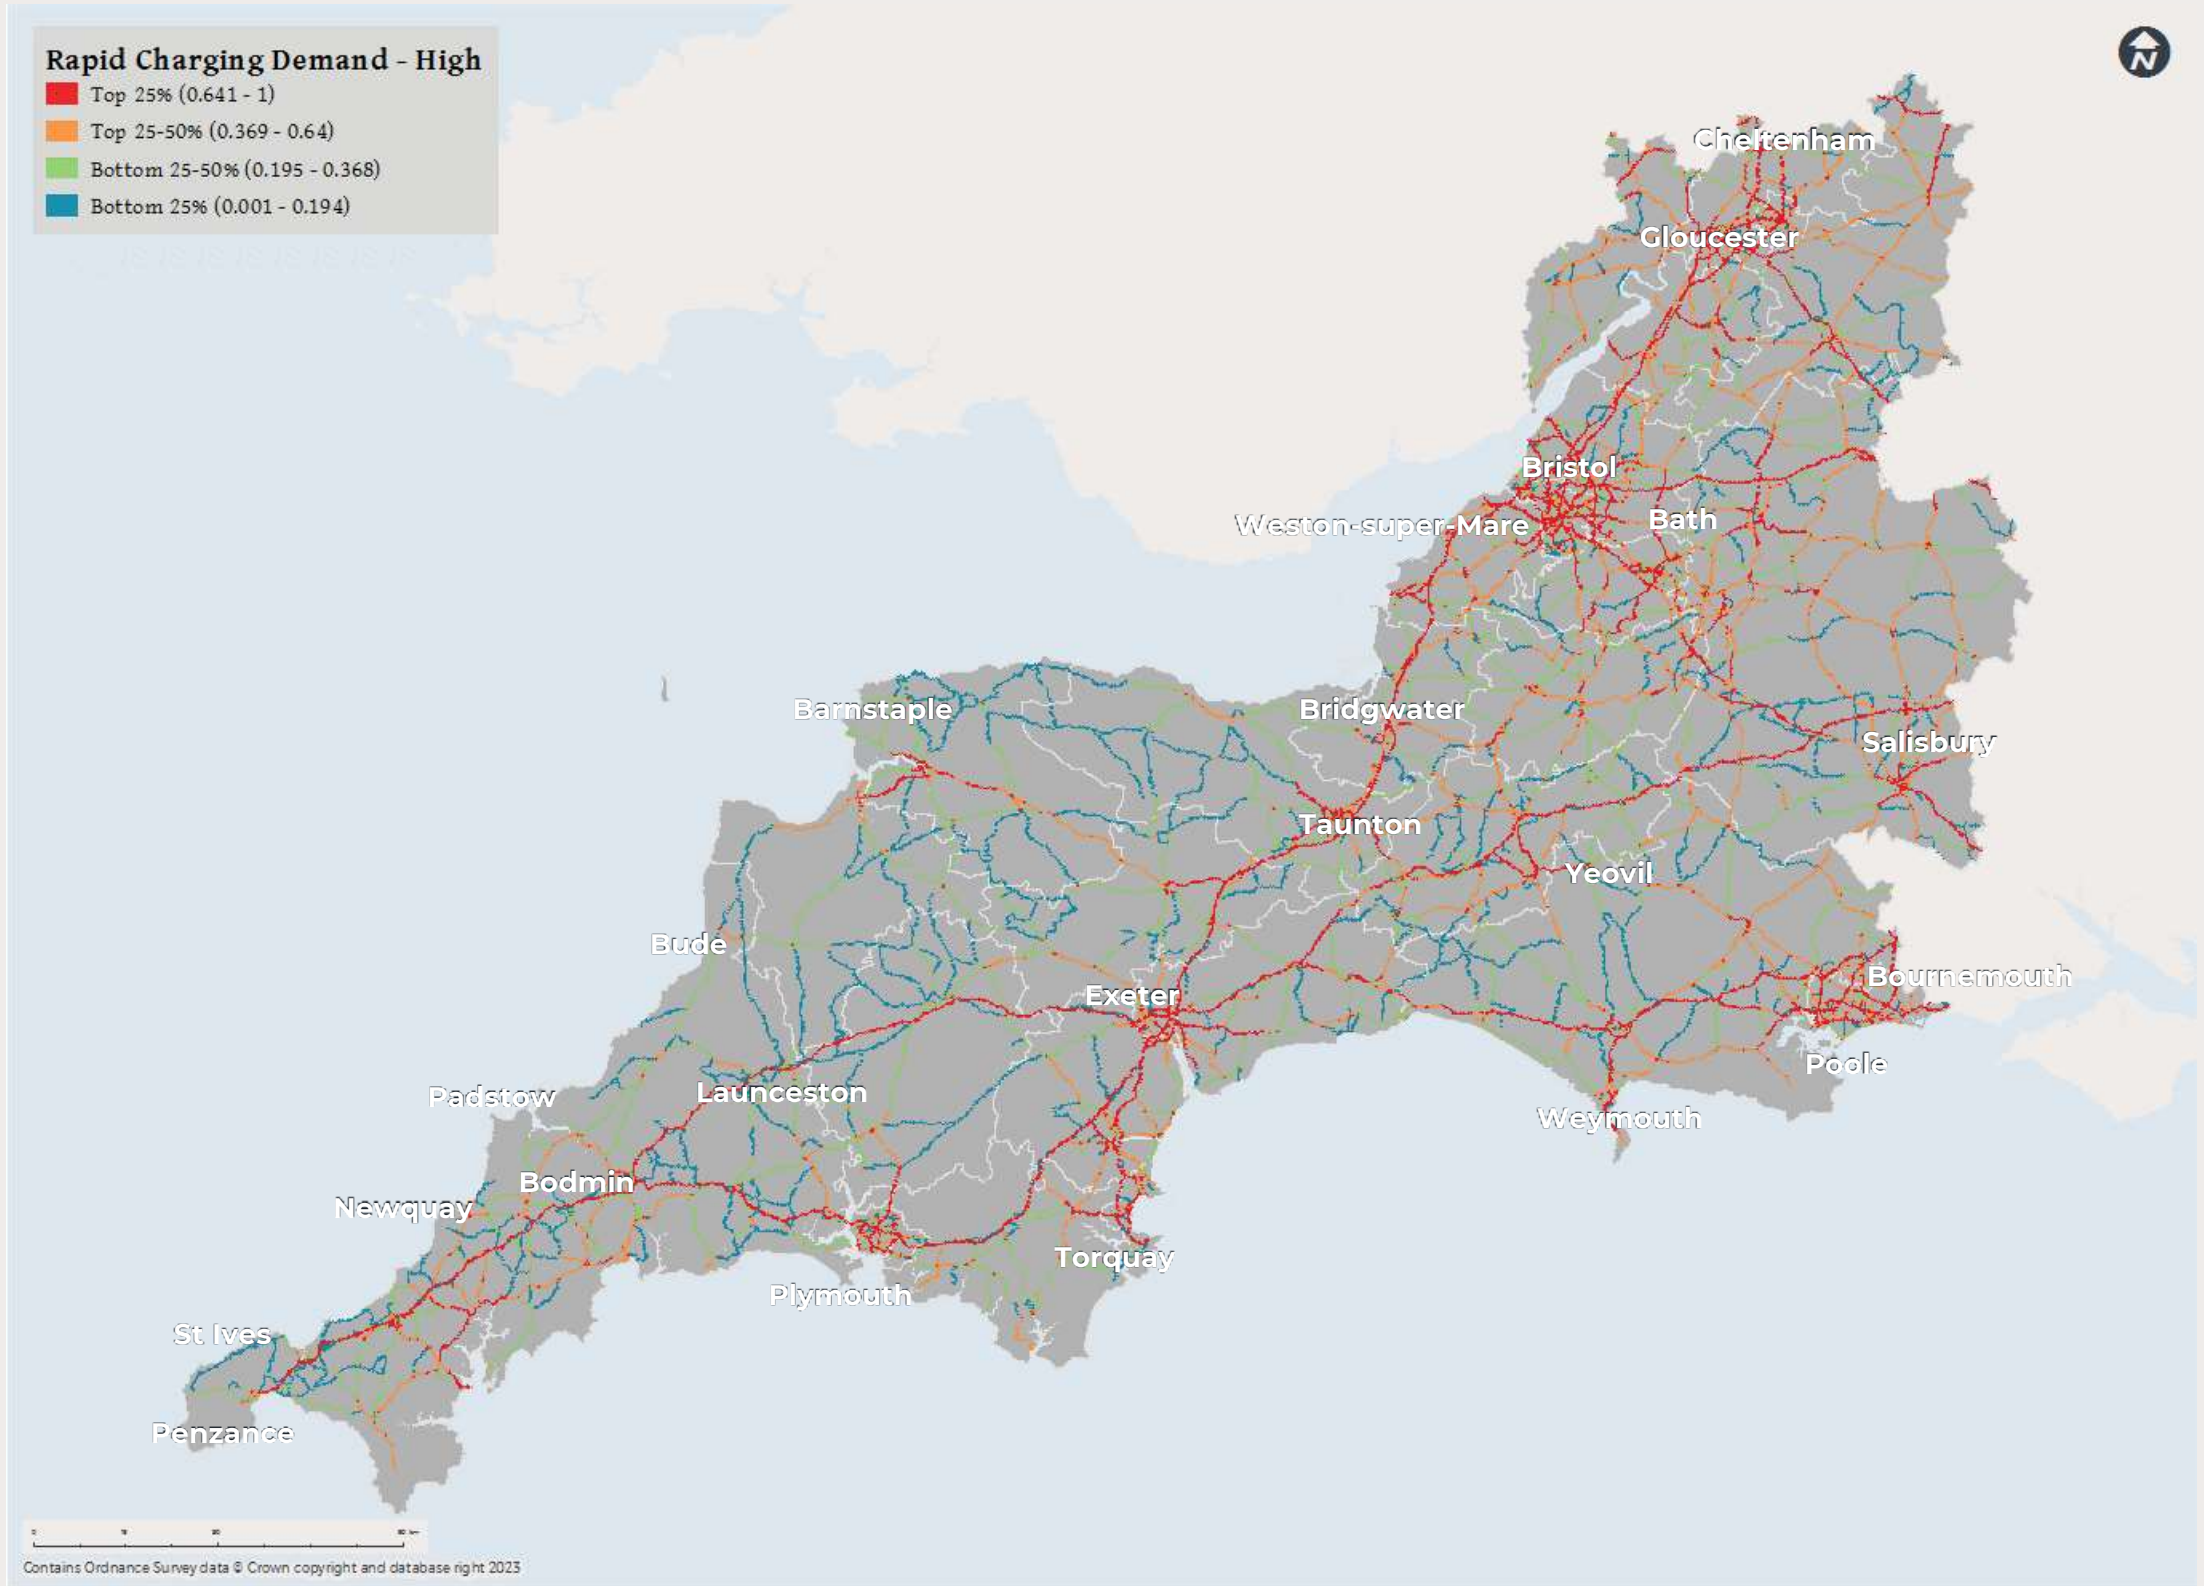 Rapid Charging Demand - High
Top 25% (0.641 - 1)
Top 25-50% (0.369 - 0.64)
Bottom 25-50% (0.195 - 0.368)
Bottom 25% (0.001 - 0.194)
N
Cheltenham
Gloucester
Bristol
Weston-super-Mare
Bath
Barnstaple
Bridgwater
Salisbury
Taunton
Yeovil
Bude
Exeter
Bournemouth
Poole
Launceston
Padstow
Weymouth
Bodmin
Newquay
Torquay
Plymouth
St Ives
Penzance
Contains Ordnance Survey data © Crown copyright and database right 2023